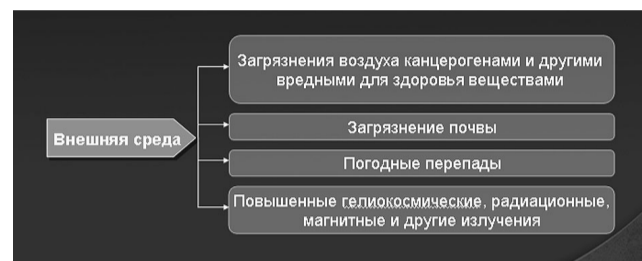 Загрязнения воздуха канцерогенами и другими
вредными для здоровья веществами
Внешняя среда
Загрязнение почвы
Погодные перепады
Повышенные гелиокосмические, радиационные,
магнитные и другие излучения